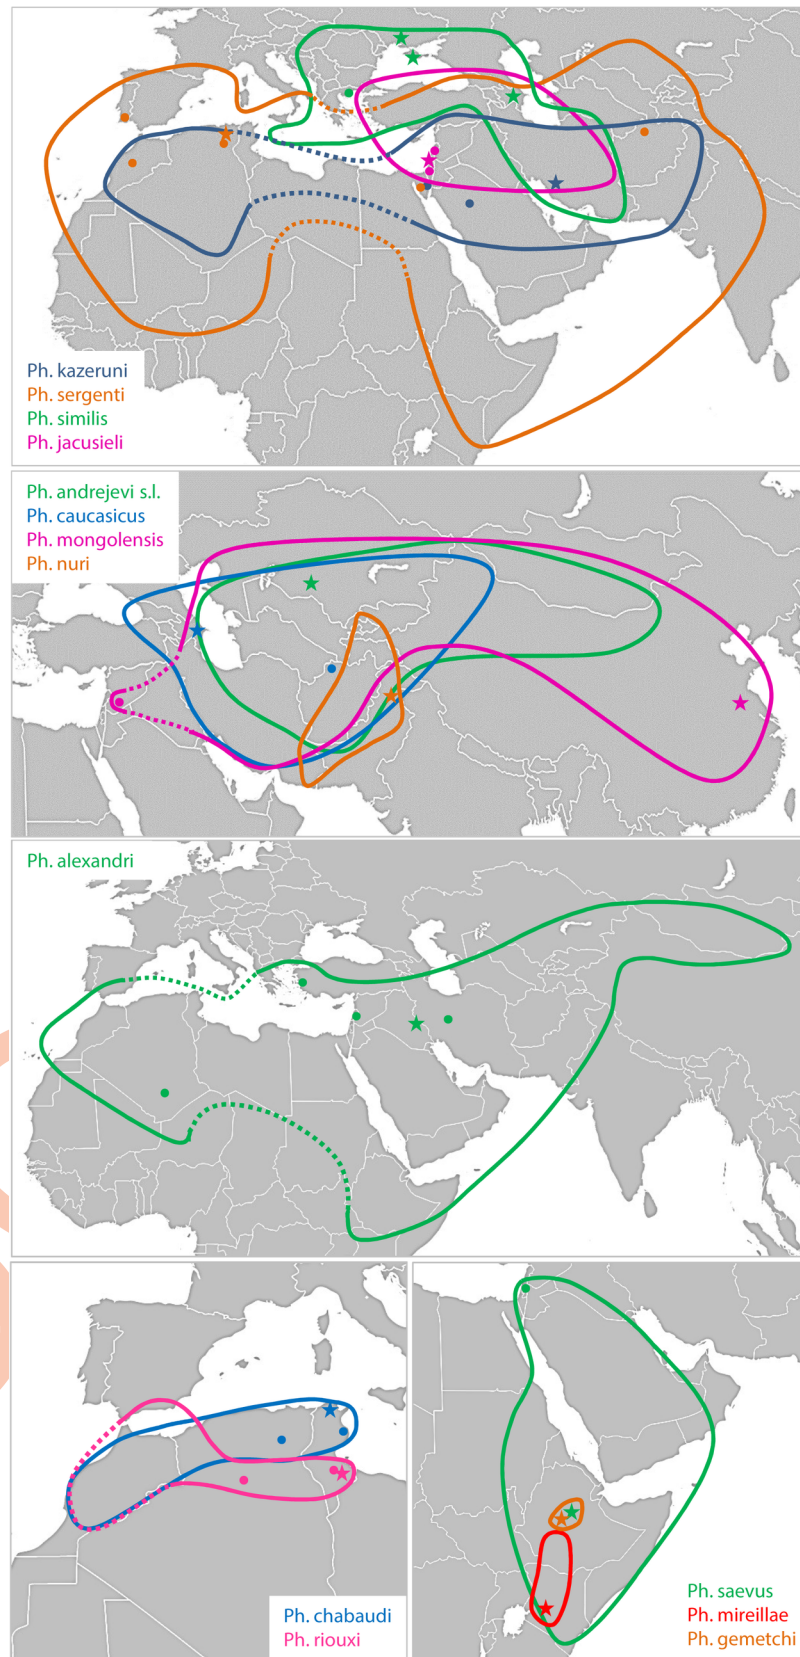 Ph. kazeruni
Ph. sergenti
Ph. similis
Ph. jacusieli
Ph. andrejevi s.l.
Ph. caucasicus
Ph. mongolensis
Ph. nuri
Ph. alexandri
Ph. chabaudi
Ph. riouxi
Ph. saevus
Ph. mireillae
Ph. gemetchi